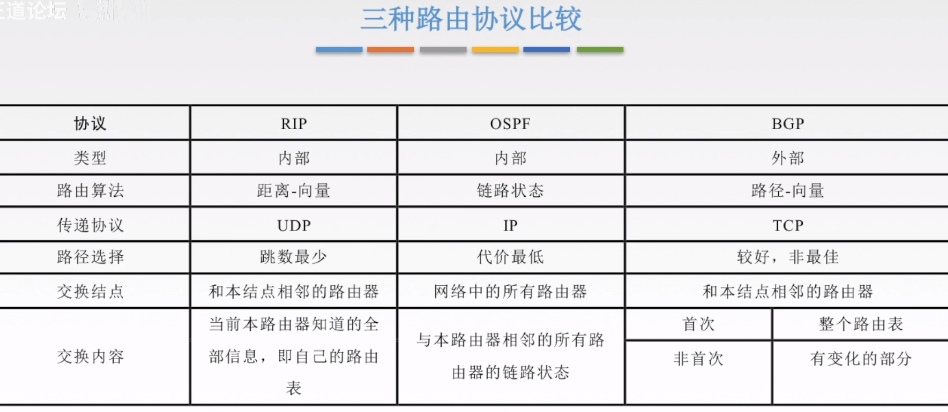 王道论坛
三种路由协议比较
协议 RIP OSPF BGP
类型 内部 内部 外部
路由算法 距离-向量 链路状态 路径-向量
传递协议 UDP IP TCP
路径选择 跳数最少 代价最低 较好，非最佳
交换结点 和本结点相邻的路由器 网络中的所有路由器 和本结点相邻的路由器
交换内容
当前本路由器知道的全
部信息，即自己的路由
表
与本路由器相邻的所有路
由器的链路状态
首次 整个路由表
非首次 有变化的部分